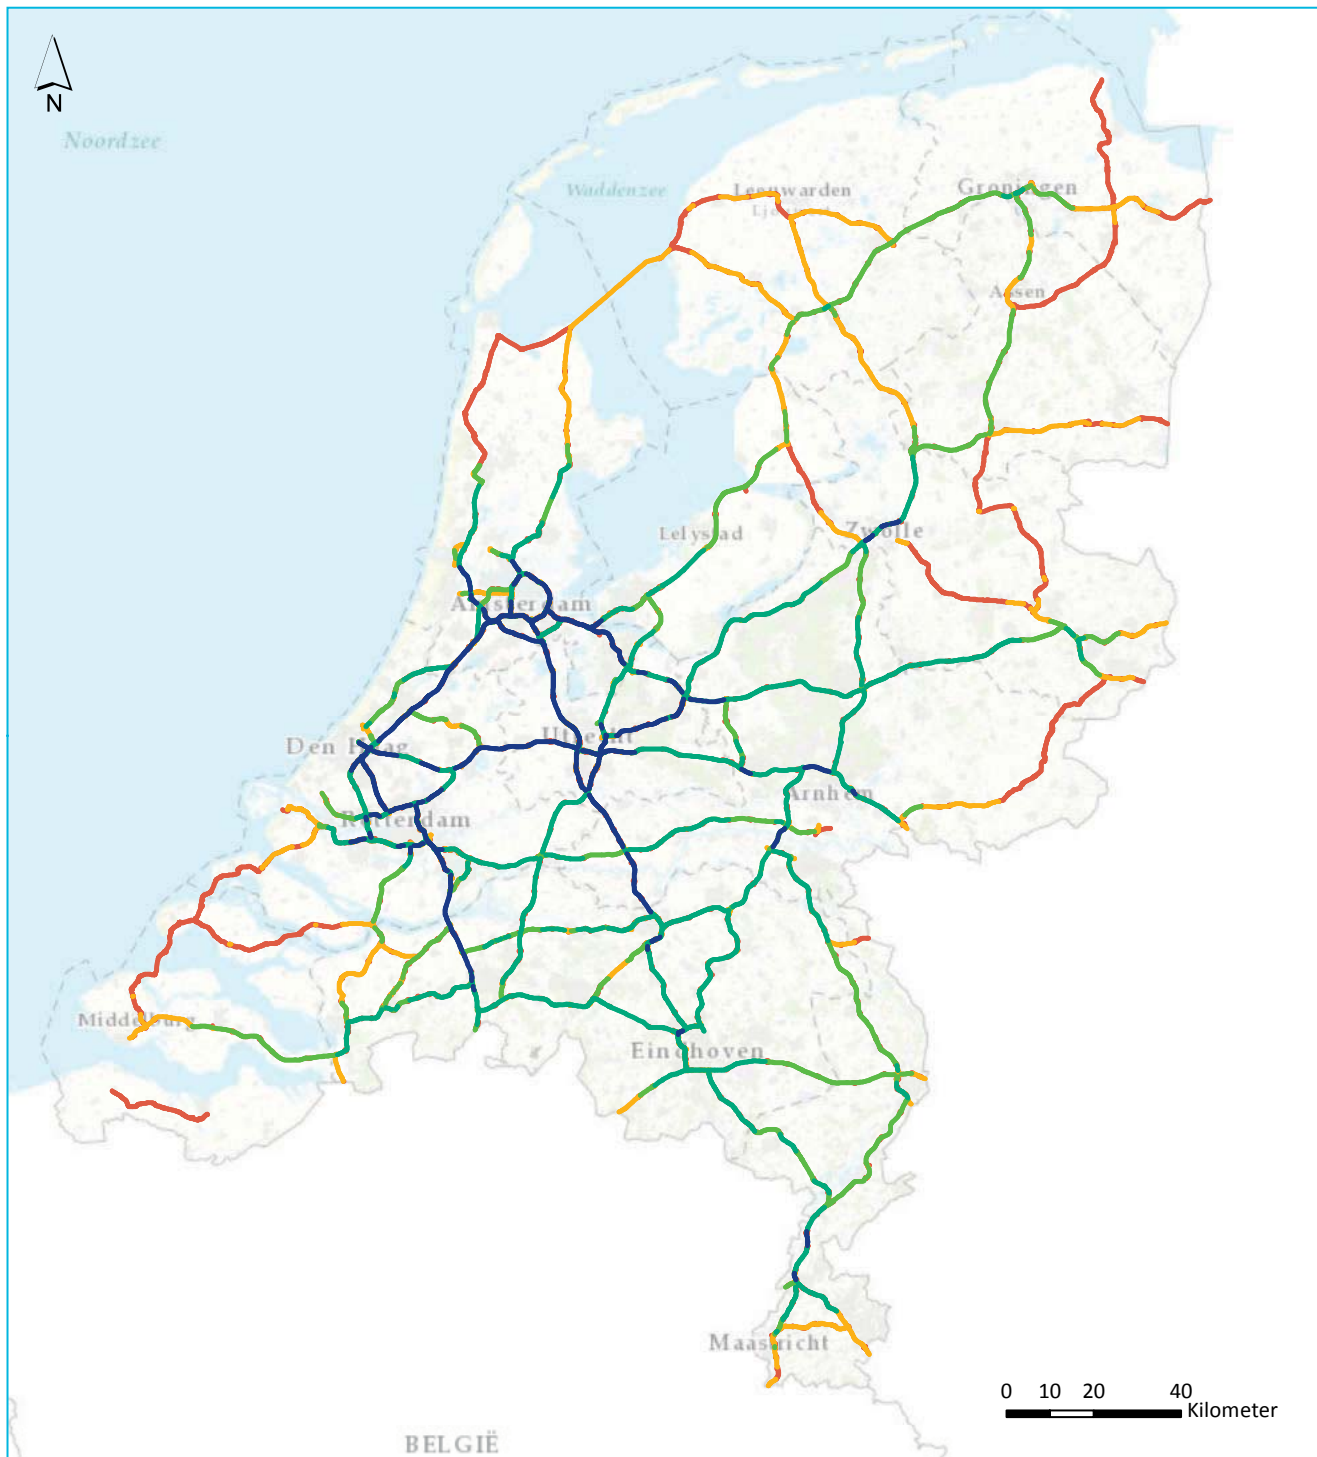 N
Noordzee
Waddenzee
Leeuwarden
Groningen
Assen
Lelystad
Zwolle
Amsterdam
Den Haag
Utrecht
Arnhem
Rotterdam
Middelburg
Eindhoven
Maastricht
0 10 20 40
Kilometer
BELGIË